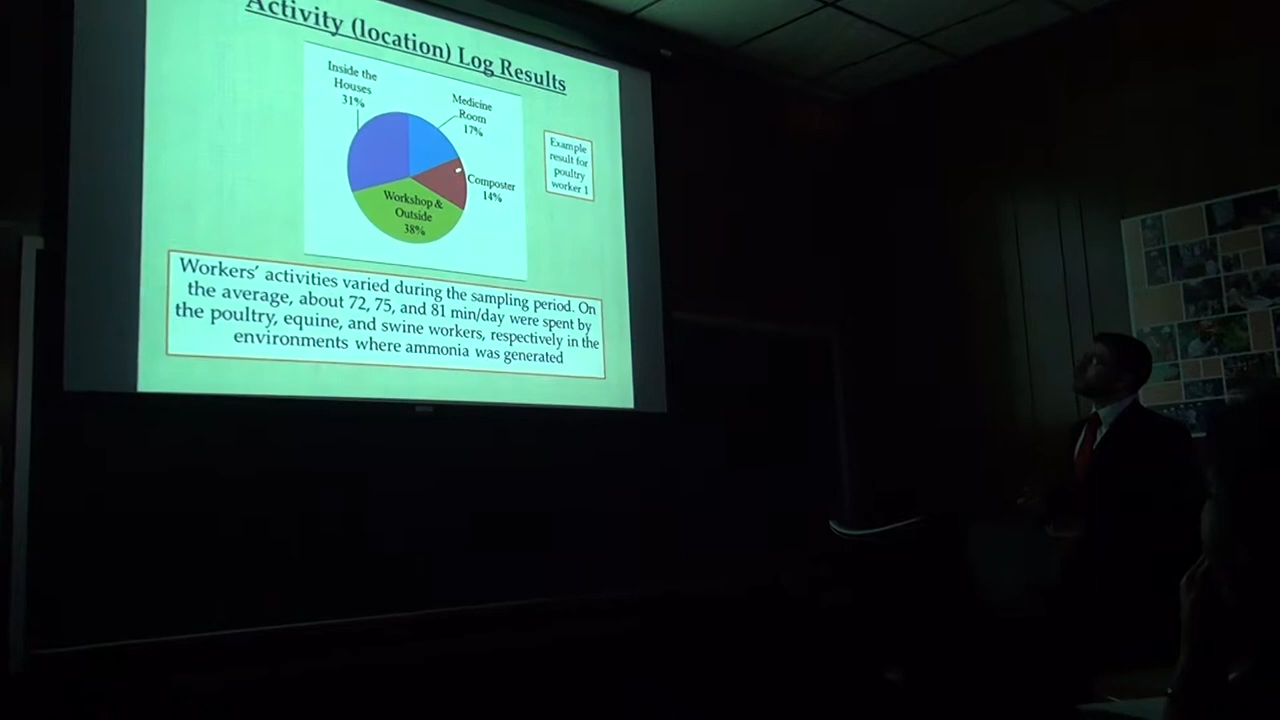 Activity (location) Log Results
Inside the
Houses
31%
Medicine
Room
17%
Composter
14%
Workshop &
Outside
38%
Example
result for
poultry
worker 1
Workers' activities varied during the sampling period. On
the average, about 72, 75, and 81 min/day were spent by
the poultry, equine, and swine workers, respectively in the
environments where ammonia was generated